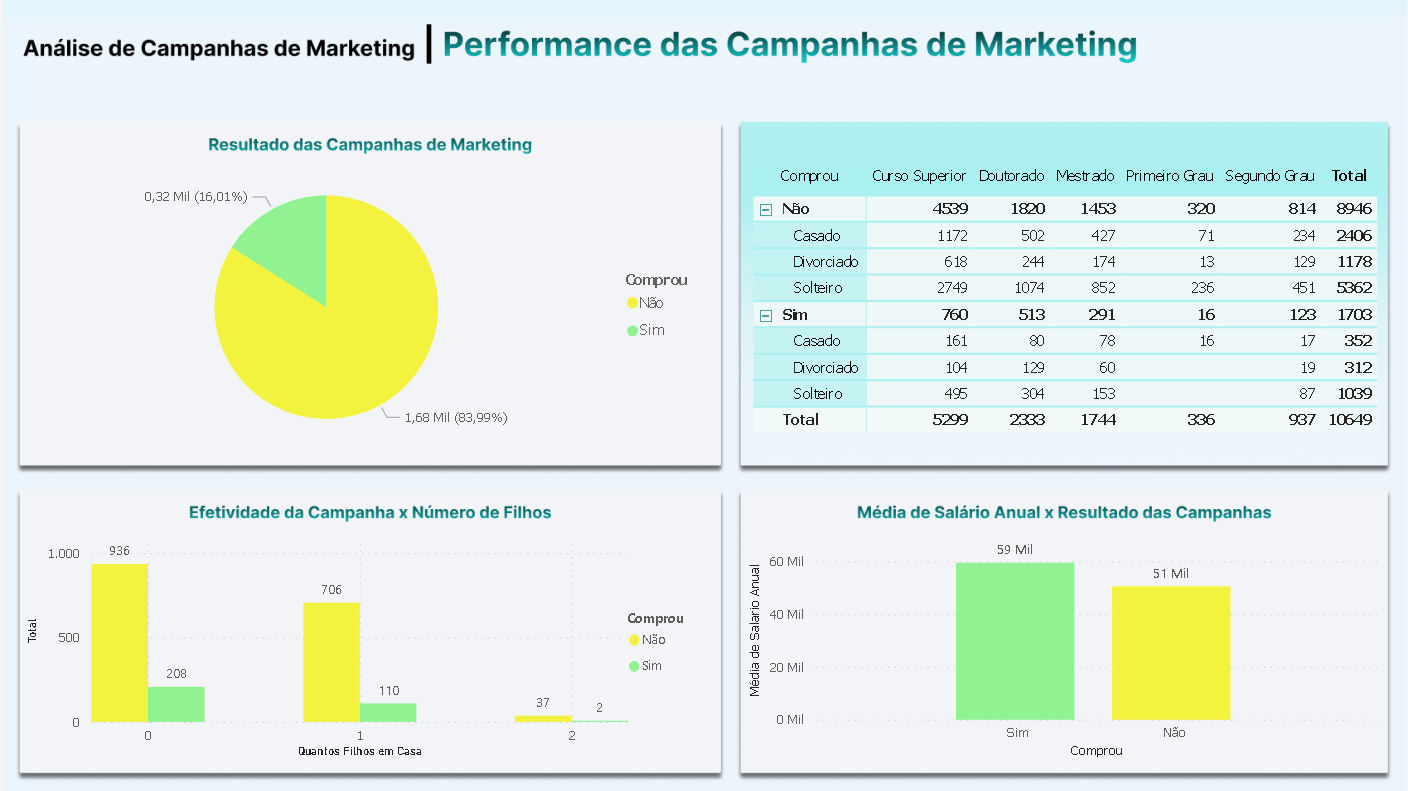 Análise de Campanhas de Marketing | Performance das Campanhas de Marketing
Resultado das Campanhas de Marketing
0,32 Mil (16,01%)
1,68 Mil (83,99%)
Comprou
Não
Sim
Comprou Curso Superior Doutorado Mestrado Primeiro Grau Segundo Grau Total
Não 4539 1820 1453 320 814 8946
Casado 1172 502 427 71 234 2406
Divorciado 618 244 174 13 129 1178
Solteiro 2749 1074 852 236 451 5362
Sim 760 513 291 16 123 1703
Casado 161 80 78 16 17 352
Divorciado 104 129 60 19 312
Solteiro 495 304 153 87 1039
Total 5299 2333 1744 336 937 10649
Efetividade da Campanha x Número de Filhos
Total
1.000
500
0
936
208
706
110
37
2
0 1 2
Quantos Filhos em Casa
Comprou
Não
Sim
Média de Salário Anual x Resultado das Campanhas
Média de Salario Anual
60 Mil
40 Mil
20 Mil
0 Mil
59 Mil
51 Mil
Sim Não
Comprou